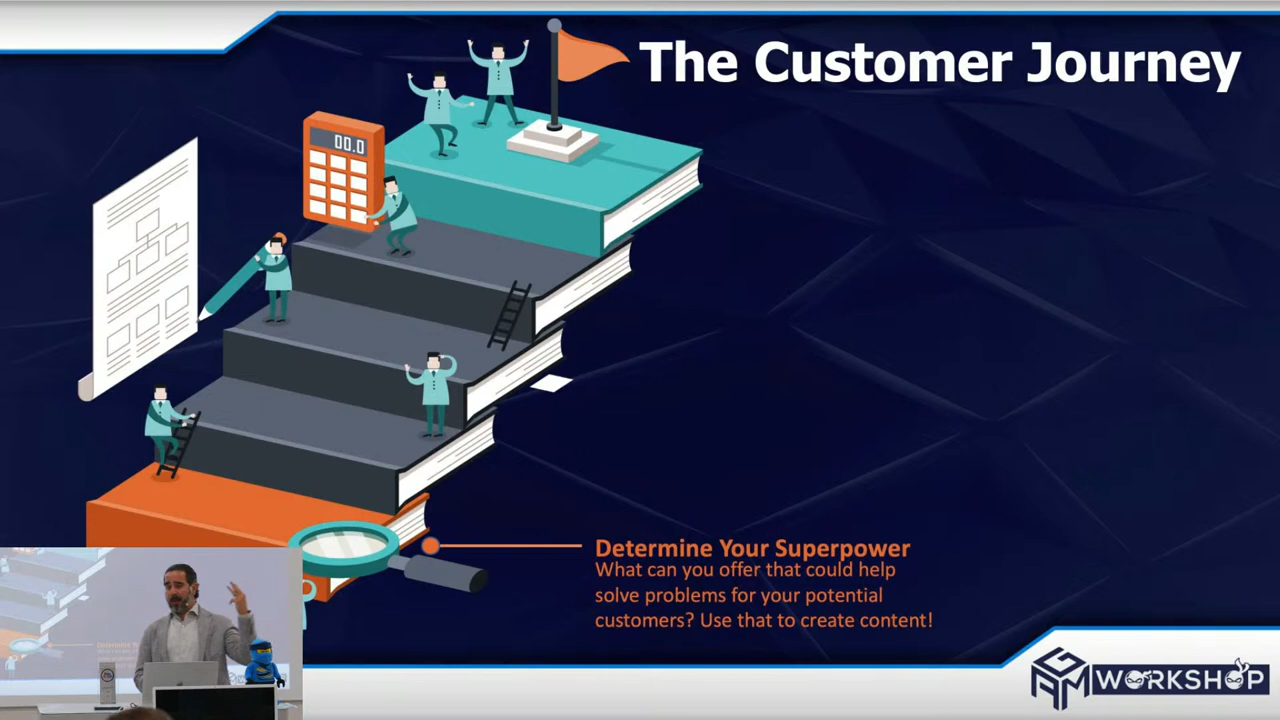 The Customer Journey
00.0
Determine Your Superpower
What can you offer that could help
solve problems for your potential
customers? Use that to create content!
GAM WORKSHOP